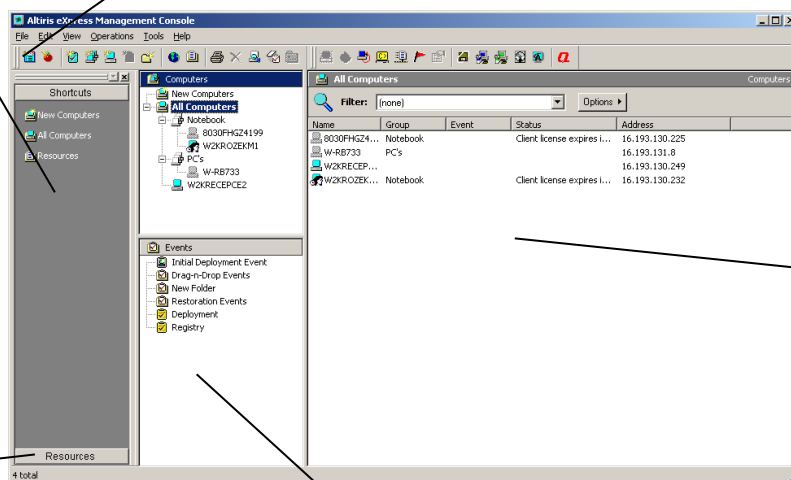 Altiris eXpress Management Console
File Edit View Operations Tools Help
Shortcuts
New Computers
All Computers
Resources
Resources
Computers
New Computers
All Computers
Notebook
8030FHGZ4199
W2KROZEKM1
PC's
W-RB733
W2KRECEPCE2
Events
Initial Deployment Event
Drag-n-Drop Events
New Folder
Restoration Events
Deployment
Registry
All Computers Computers
Filter: [none] Options
Name Group Event Status Address
8030FHGZ4... Notebook Client license expires i... 16.193.130.225
W-RB733 PC's 16.193.131.8
W2KRECEP... 16.193.130.249
W2KROZEK... Notebook Client license expires i... 16.193.130.232
4 total